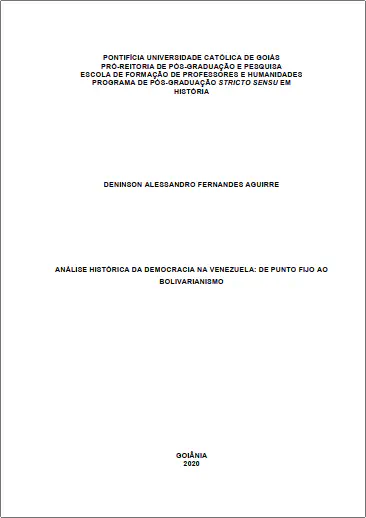 PONTIFÍCIA UNIVERSIDADE CATÓLICA DE GOIÁS
PRÓ-REITORIA DE PÓS-GRADUAÇÃO E PESQUISA
ESCOLA DE FORMAÇÃO DE PROFESSORES E HUMANIDADES
PROGRAMA DE PÓS-GRADUAÇÃO STRICTO SENSU EM
HISTÓRIA
DENINSON ALESSANDRO FERNANDES AGUIRRE
ANÁLISE HISTÓRICA DA DEMOCRACIA NA VENEZUELA: DE PUNTO FIJO AO
BOLIVARIANISMO
GOIÂNIA
2020